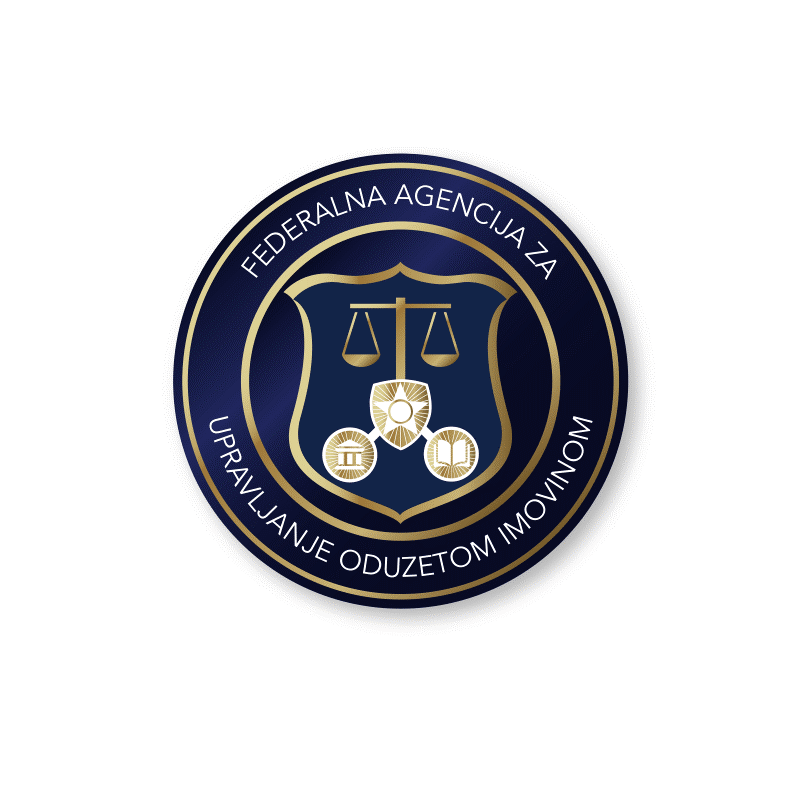 FEDERALNA AGENCIJA ZA
UPRAVLJANJE ODUZETOM IMOVINOM